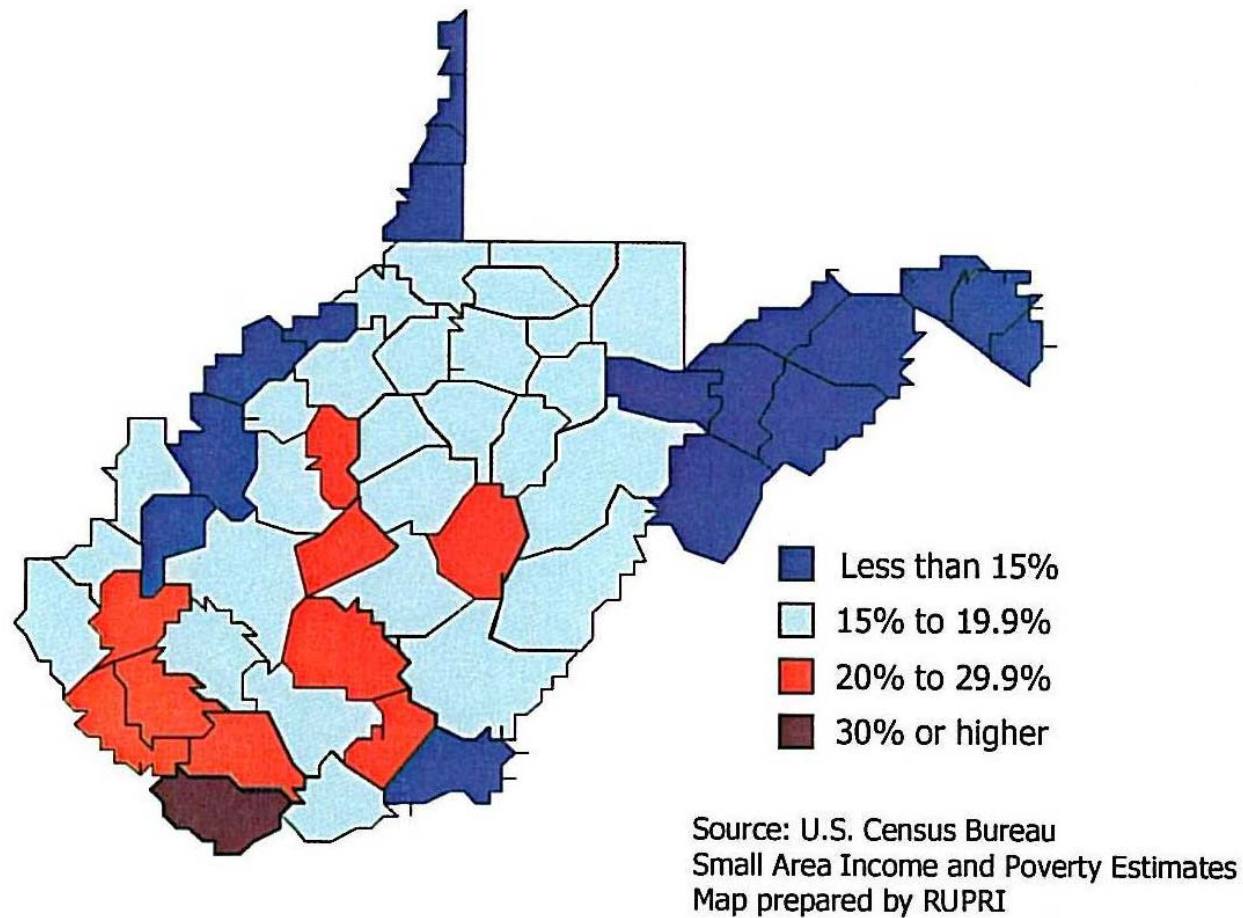 Less than 15%
15% to 19.9%
20% to 29.9%
30% or higher
Source: U.S. Census Bureau
Small Area Income and Poverty Estimates
Map prepared by RUPRI